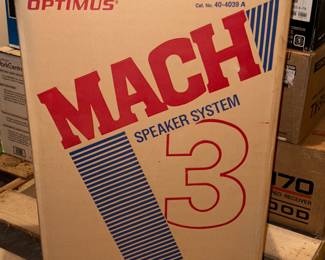 OPTIMUS®
Cat. No. 40-4039 A
MACH
SPEAKER SYSTEM
3